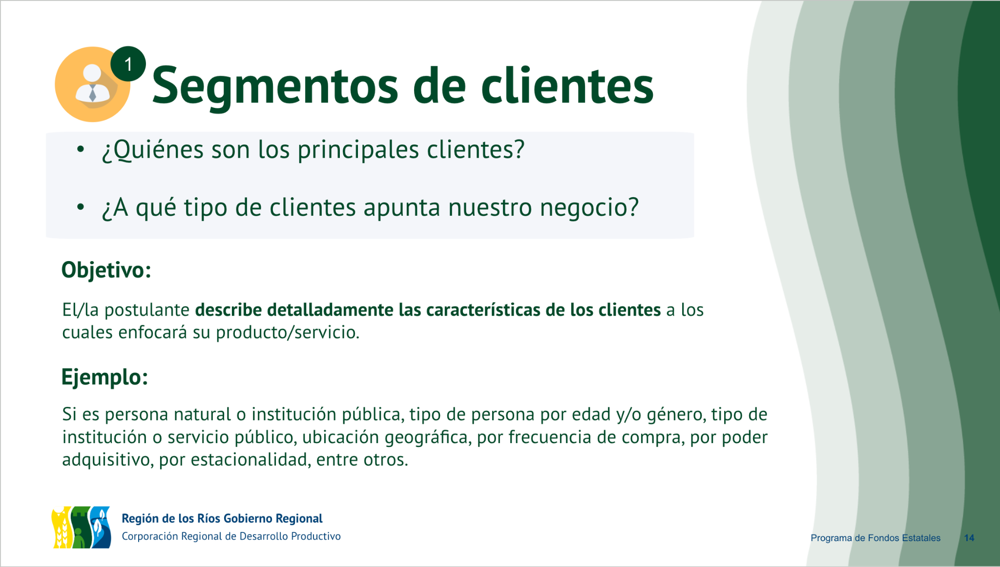 1
Segmentos de clientes
• ¿Quiénes son los principales clientes?
• ¿A qué tipo de clientes apunta nuestro negocio?
Objetivo:
El/la postulante describe detalladamente las características de los clientes a los
cuales enfocará su producto/servicio.
Ejemplo:
Si es persona natural o institución pública, tipo de persona por edad y/o género, tipo de
institución o servicio público, ubicación geográfica, por frecuencia de compra, por poder
adquisitivo, por estacionalidad, entre otros.
Región de los Ríos Gobierno Regional
Corporación Regional de Desarrollo Productivo
Programa de Fondos Estatales 14